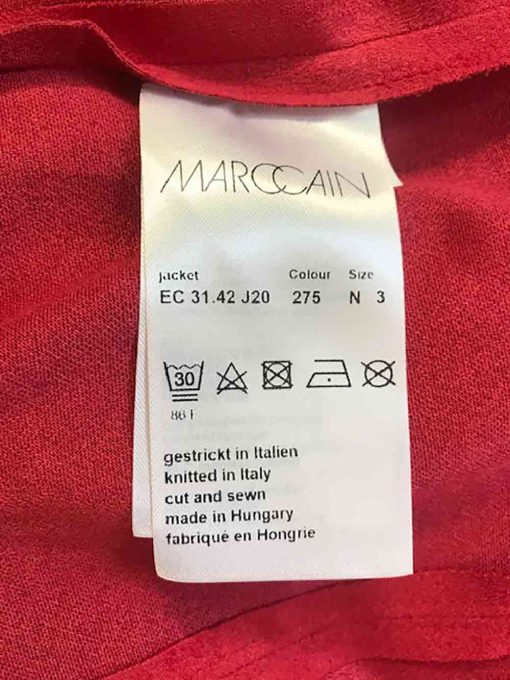 MARCCAIN
Jacket Colour Size
EC 31.42 J20 275 N 3
30
86 F
gestrickt in Italien
knitted in Italy
cut and sewn
made in Hungary
fabriqué en Hongrie